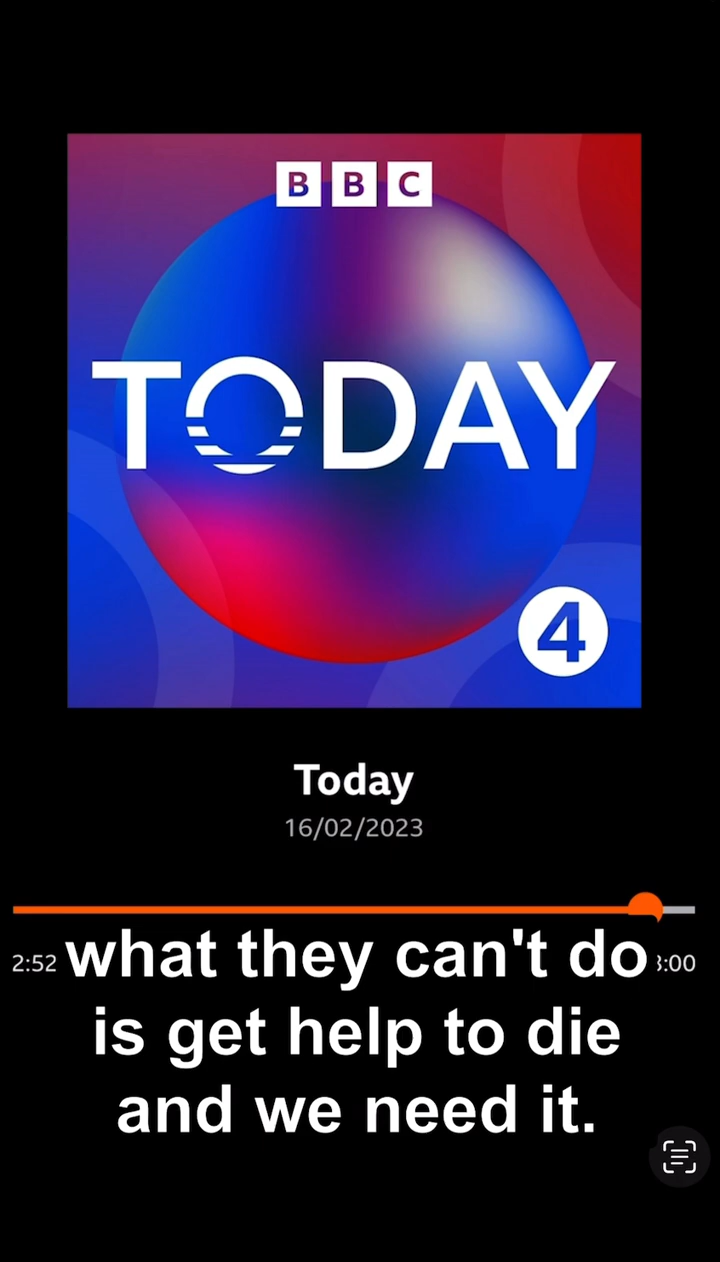 BBC
TODAY
4
Today
16/02/2023
2:52 what they can't do :00
is get help to die
and we need it.